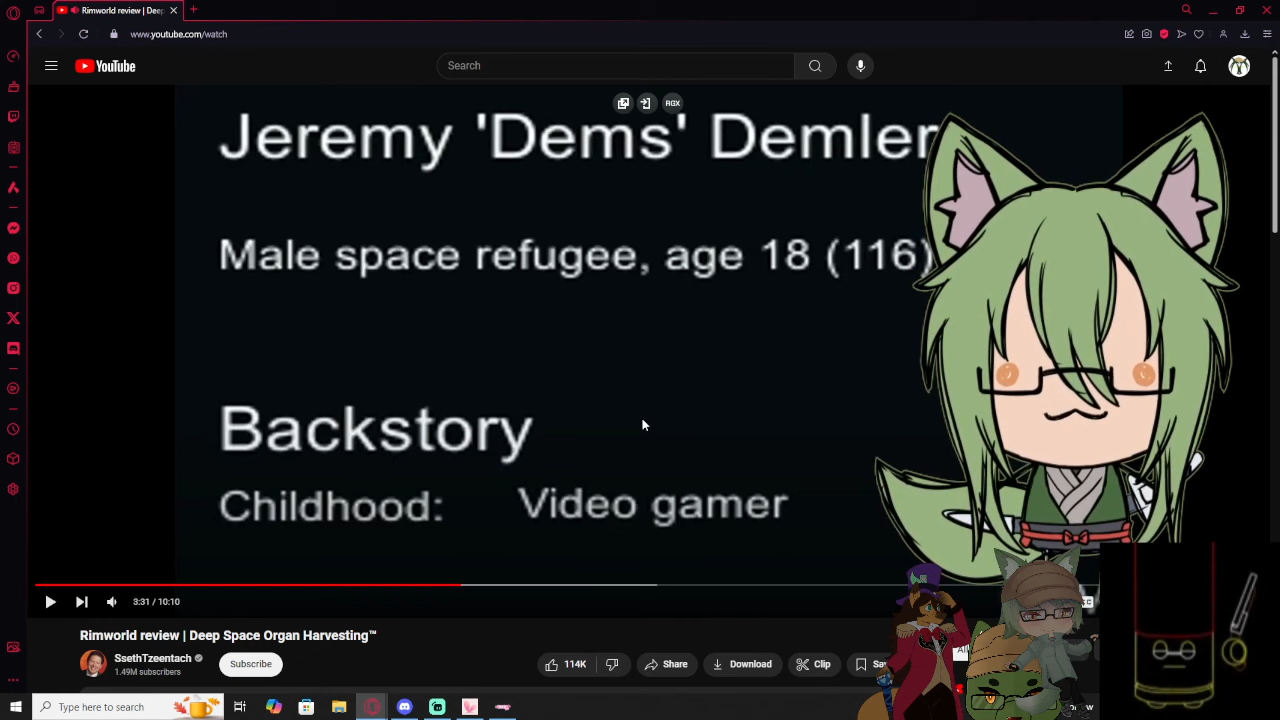 Rimworld review | Deep
www.youtube.com/watch
YouTube
Search
RGX
Jeremy 'Dems' Demler
Male space refugee, age 18 (116)
Backstory
Childhood: Video gamer
3:31 / 10:10
Rimworld review | Deep Space Organ Harvesting™
SsethTzeentach
1.49M subscribers
Subscribe
114K
Share
Download
Clip
Type here to search